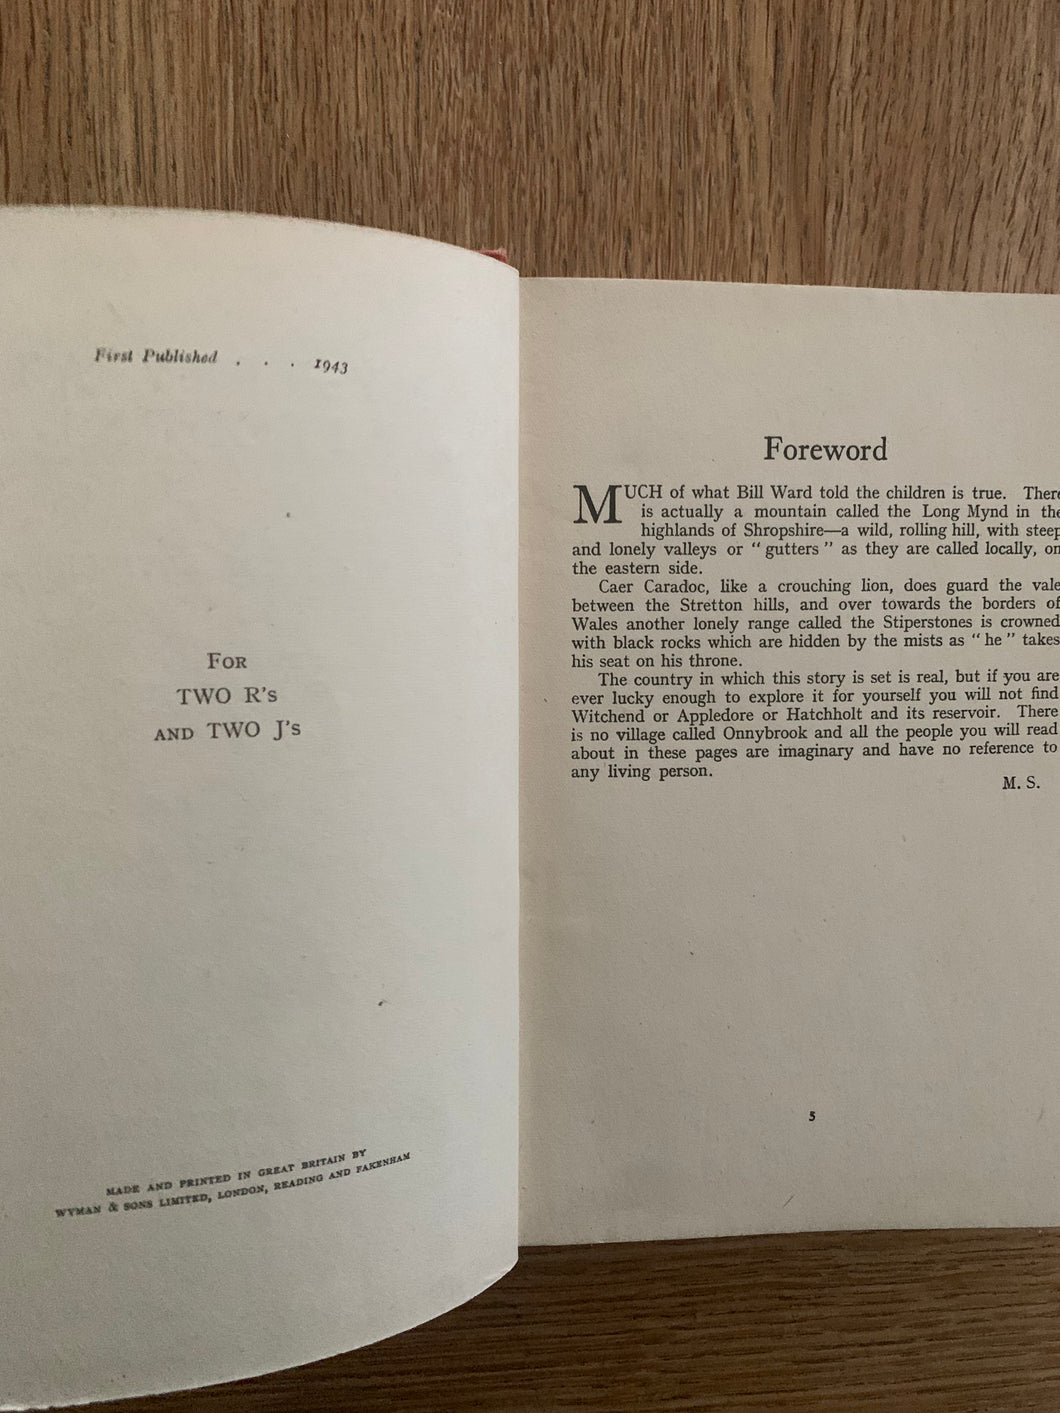 First Published . . . 1943
FOR
TWO R's
AND TWO J's
MADE AND PRINTED IN GREAT BRITAIN BY
WYMAN & SONS LIMITED, LONDON, READING AND FAKENHAM
Foreword
MUCH of what Bill Ward told the children is true. There
is actually a mountain called the Long Mynd in the
highlands of Shropshire—a wild, rolling hill, with steep
and lonely valleys or “ gutters ” as they are called locally, on
the eastern side.
Caer Caradoc, like a crouching lion, does guard the vale
between the Stretton hills, and over towards the borders of
Wales another lonely range called the Stiperstones is crowned
with black rocks which are hidden by the mists as “ he ” takes
his seat on his throne.
The country in which this story is set is real, but if you are
ever lucky enough to explore it for yourself you will not find
Witchend or Appledore or Hatchholt and its reservoir. There
is no village called Onnybrook and all the people you will read
about in these pages are imaginary and have no reference to
any living person.
M. S.
5